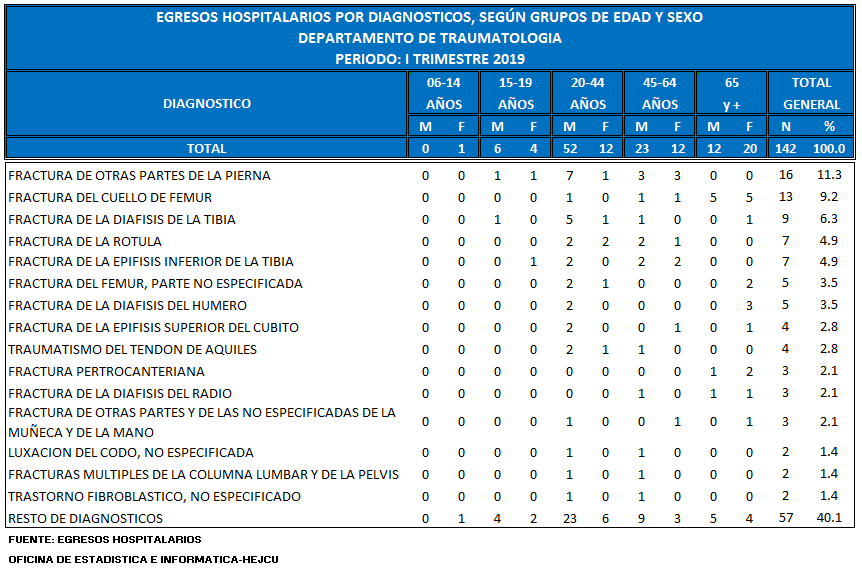 EGRESOS HOSPITALARIOS POR DIAGNOSTICOS, SEGÚN GRUPOS DE EDAD Y SEXO
DEPARTAMENTO DE TRAUMATOLOGIA
PERIODO: I TRIMESTRE 2019
DIAGNOSTICO 06-14 AÑOS 15-19 AÑOS 20-44 AÑOS 45-64 AÑOS 65 y + TOTAL GENERAL
M F M F M F M F M F N %
TOTAL 0 1 6 4 52 12 23 12 12 20 142 100.0
FRACTURA DE OTRAS PARTES DE LA PIERNA 0 0 1 1 7 1 3 3 0 0 16 11.3
FRACTURA DEL CUELLO DE FEMUR 0 0 0 0 1 0 1 1 5 5 13 9.2
FRACTURA DE LA DIAFISIS DE LA TIBIA 0 0 1 0 5 1 1 0 0 1 9 6.3
FRACTURA DE LA ROTULA 0 0 0 0 2 2 2 1 0 0 7 4.9
FRACTURA DE LA EPIFISIS INFERIOR DE LA TIBIA 0 0 0 1 2 0 2 2 0 0 7 4.9
FRACTURA DEL FEMUR, PARTE NO ESPECIFICADA 0 0 0 0 2 1 0 0 0 2 5 3.5
FRACTURA DE LA DIAFISIS DEL HUMERO 0 0 0 0 2 0 0 0 0 3 5 3.5
FRACTURA DE LA EPIFISIS SUPERIOR DEL CUBITO 0 0 0 0 2 0 0 1 0 1 4 2.8
TRAUMATISMO DEL TENDON DE AQUILES 0 0 0 0 2 1 1 0 0 0 4 2.8
FRACTURA PERTROCANTERIANA 0 0 0 0 0 0 0 0 1 2 3 2.1
FRACTURA DE LA DIAFISIS DEL RADIO 0 0 0 0 0 0 1 0 1 1 3 2.1
FRACTURA DE OTRAS PARTES Y DE LAS NO ESPECIFICADAS DE LA
MUÑECA Y DE LA MANO 0 0 0 0 1 0 0 1 0 1 3 2.1
LUXACION DEL CODO, NO ESPECIFICADA 0 0 0 0 1 0 1 0 0 0 2 1.4
FRACTURAS MULTIPLES DE LA COLUMNA LUMBAR Y DE LA PELVIS 0 0 0 0 1 0 1 0 0 0 2 1.4
TRASTORNO FIBROBLASTICO, NO ESPECIFICADO 0 0 0 0 1 0 1 0 0 0 2 1.4
RESTO DE DIAGNOSTICOS 0 1 4 2 23 6 9 3 5 4 57 40.1
FUENTE: EGRESOS HOSPITALARIOS
OFICINA DE ESTADISTICA E INFORMATICA-HEJCU